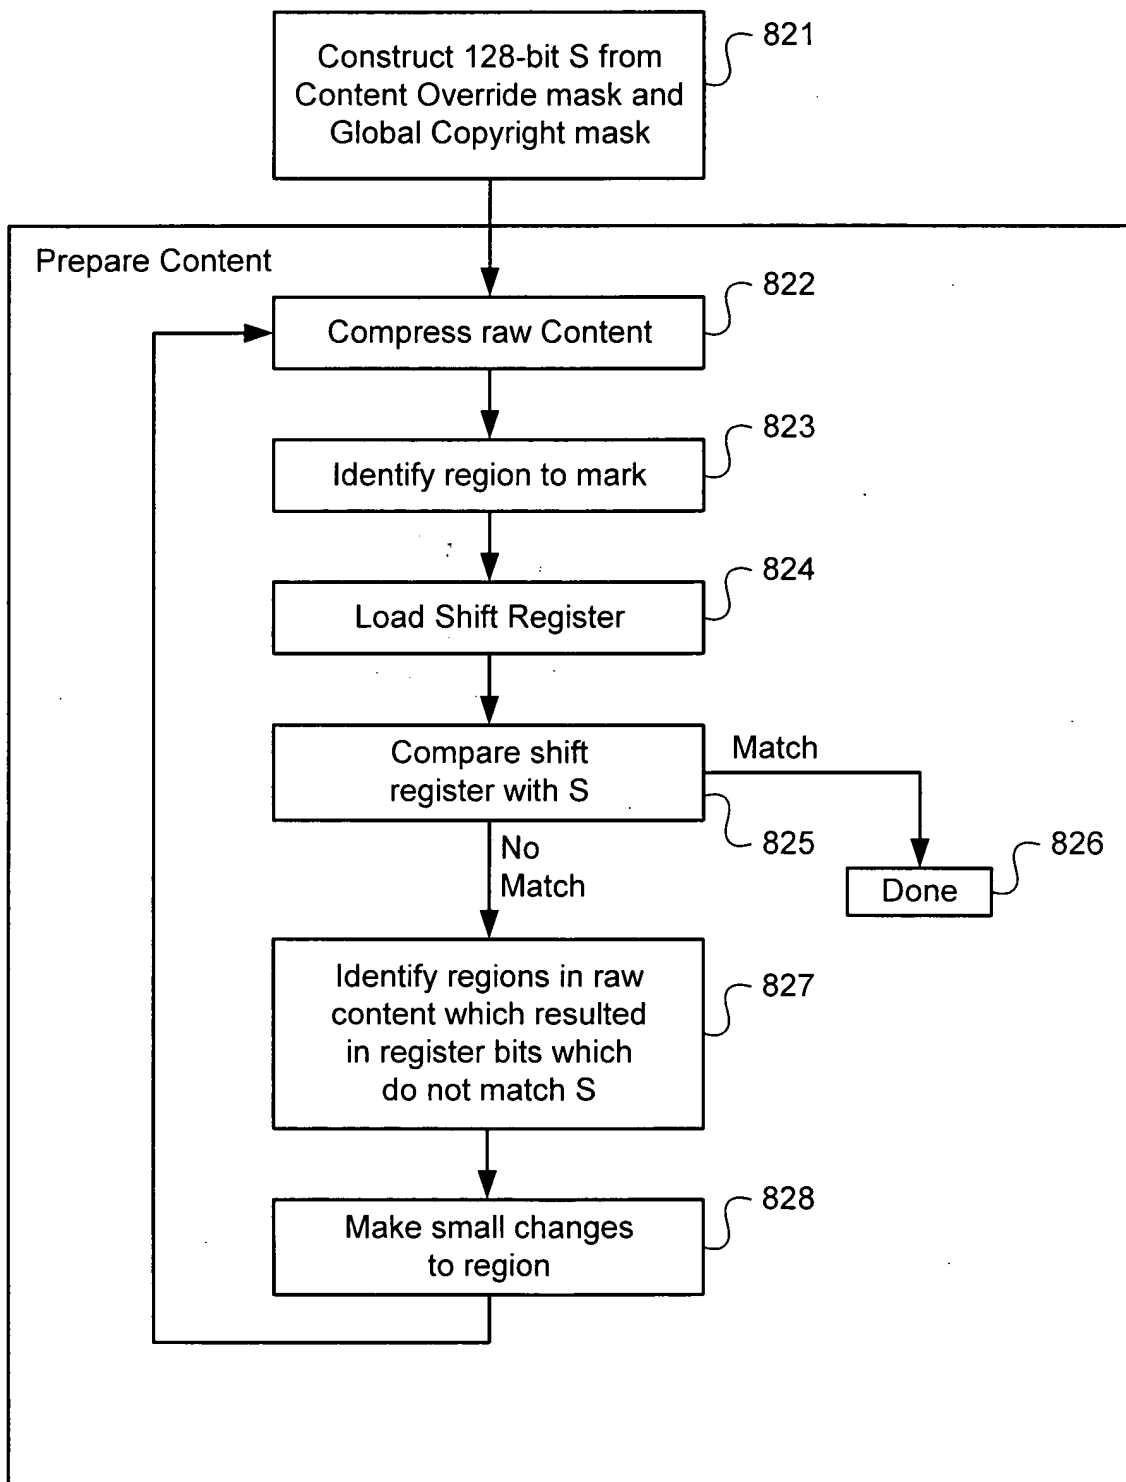 Construct 128-bit S from
Content Override mask and
Global Copyright mask
821
Prepare Content
Compress raw Content
822
Identify region to mark
823
Load Shift Register
824
Compare shift
register with S
825
Match
Done
826
No
Match
Identify regions in raw
content which resulted
in register bits which
do not match S
827
Make small changes
to region
828